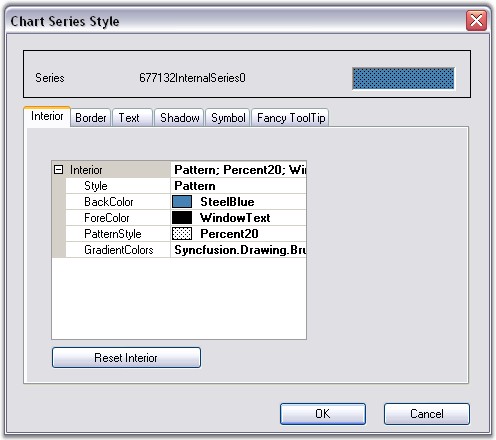 Chart Series Style
Series 677132InternalSeries0
Interior Border Text Shadow Symbol Fancy ToolTip
Interior Pattern; Percent20; Wi
Style Pattern
BackColor SteelBlue
ForeColor WindowText
PatternStyle Percent20
GradientColors Syncfusion.Drawing.Bru
Reset Interior
OK Cancel